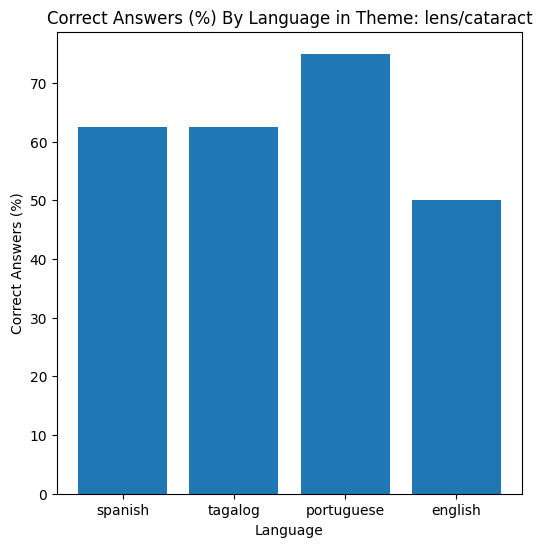 Correct Answers (%) By Language in Theme: lens/cataract
Correct Answers (%)
70
60
50
40
30
20
10
0
spanish tagalog portuguese english
Language